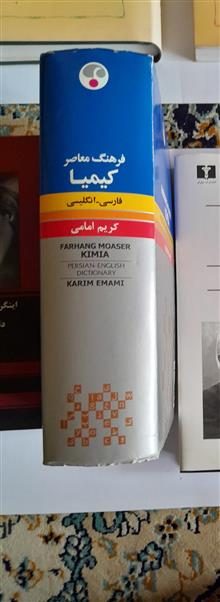 فرهنگ معاصر
کیمیا
فارسی-انگلیسی
کریم امامی
FARHANG MOASER
KIMIA
PERSIAN-ENGLISH
DICTIONARY
KARIM EMAMI